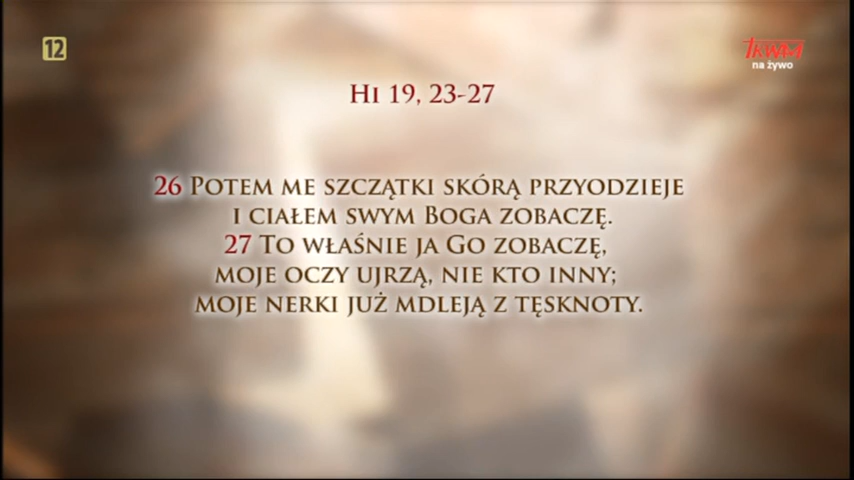 12
TRWAM
na żywo
Hi 19, 23-27
26 Potem me szczątki skórą przyodzieje
i ciałem swym Boga zobaczę.
27 To właśnie ja Go zobaczę,
moje oczy ujrzą, nie kto inny;
moje nerki już mdleją z tęsknoty.